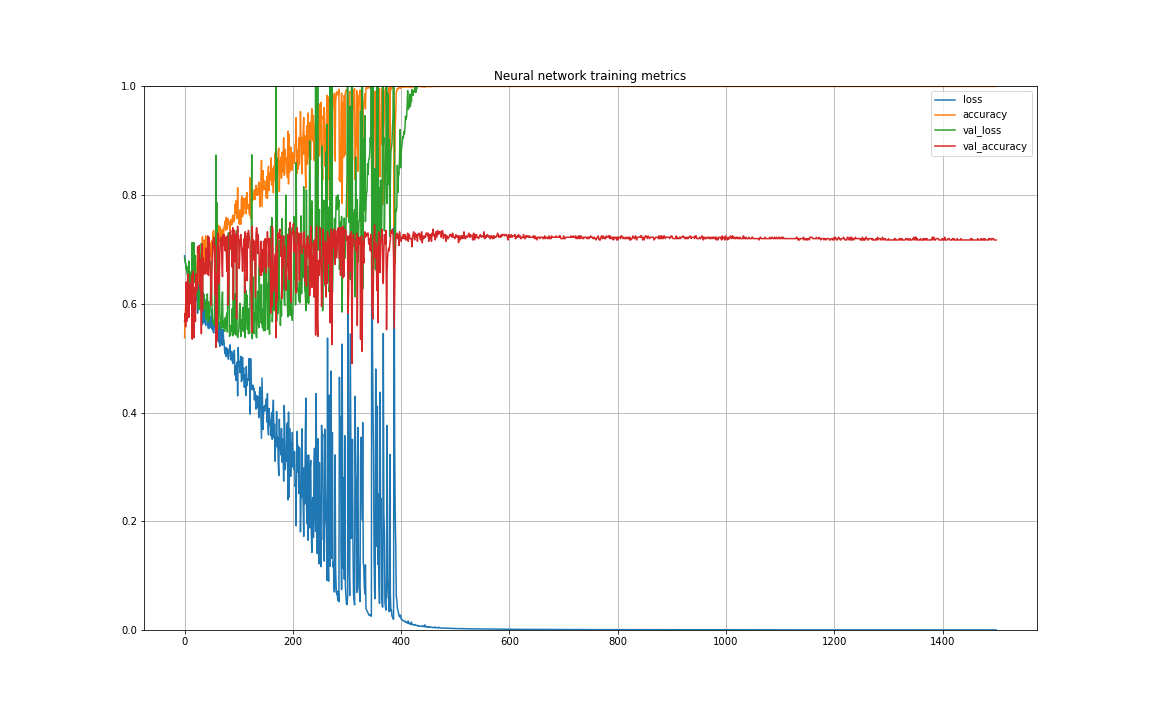 Neural network training metrics
1.0
0.8
0.6
0.4
0.2
0.0
0 200 400 600 800 1000 1200 1400
loss
accuracy
val_loss
val_accuracy